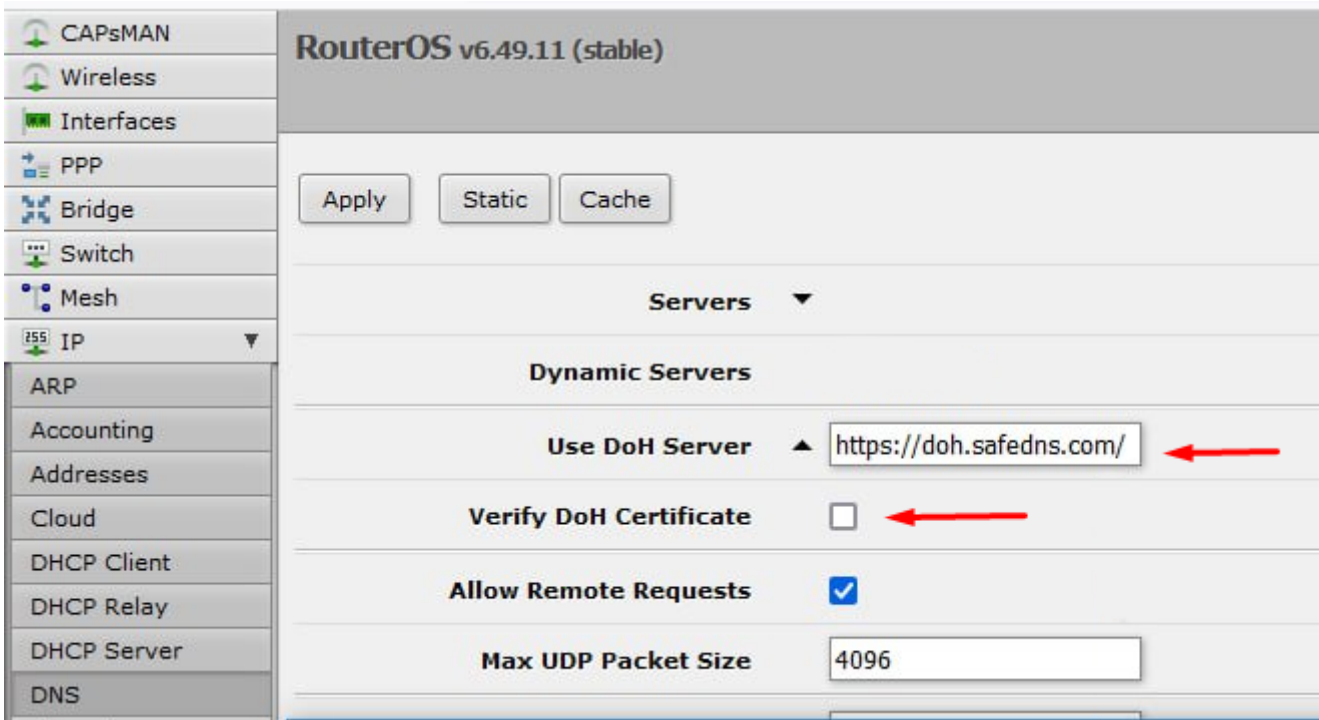 CAPsMAN
Wireless
Interfaces
PPP
Bridge
Switch
Mesh
255 IP ▼
ARP
Accounting
Addresses
Cloud
DHCP Client
DHCP Relay
DHCP Server
DNS
RouterOS v6.49.11 (stable)
Apply Static Cache
Servers ▼
Dynamic Servers
Use DoH Server ▲ https://doh.safedns.com/
Verify DoH Certificate
Allow Remote Requests
Max UDP Packet Size 4096